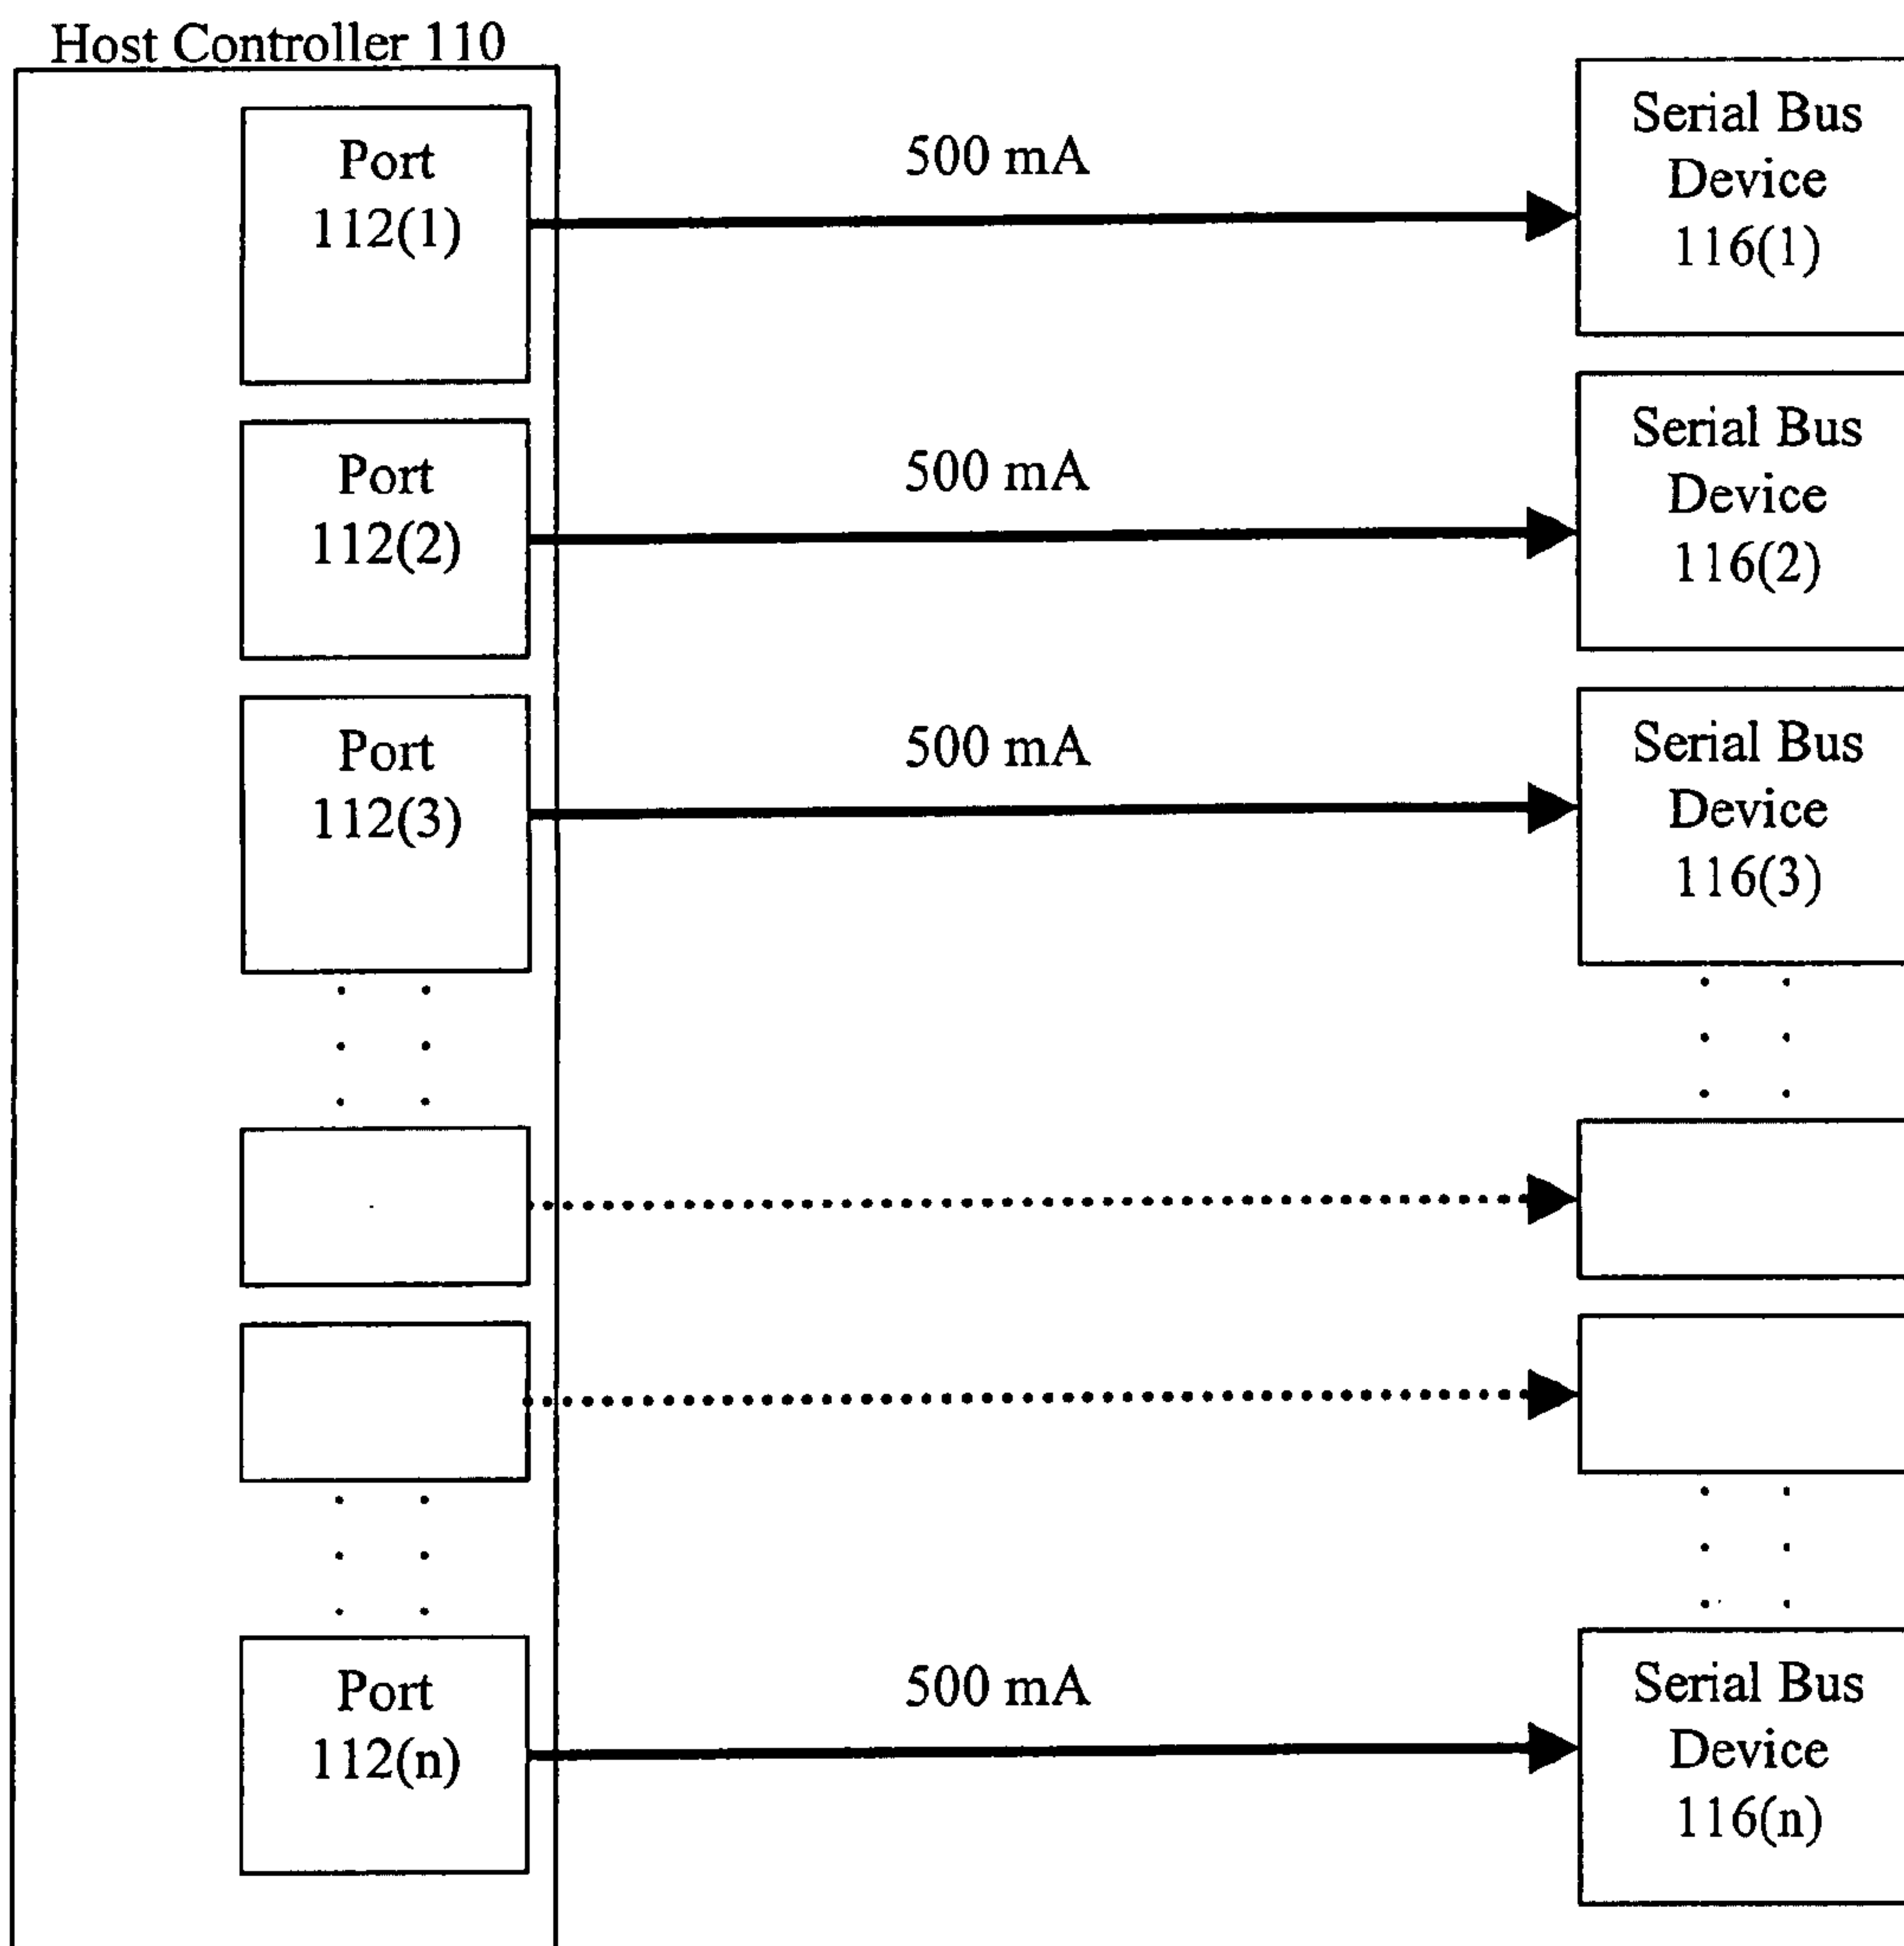 Host Controller 110
Port
112(1)
500 mA
Serial Bus
Device
116(1)
Port
112(2)
500 mA
Serial Bus
Device
116(2)
Port
112(3)
500 mA
Serial Bus
Device
116(3)
Port
112(n)
500 mA
Serial Bus
Device
116(n)